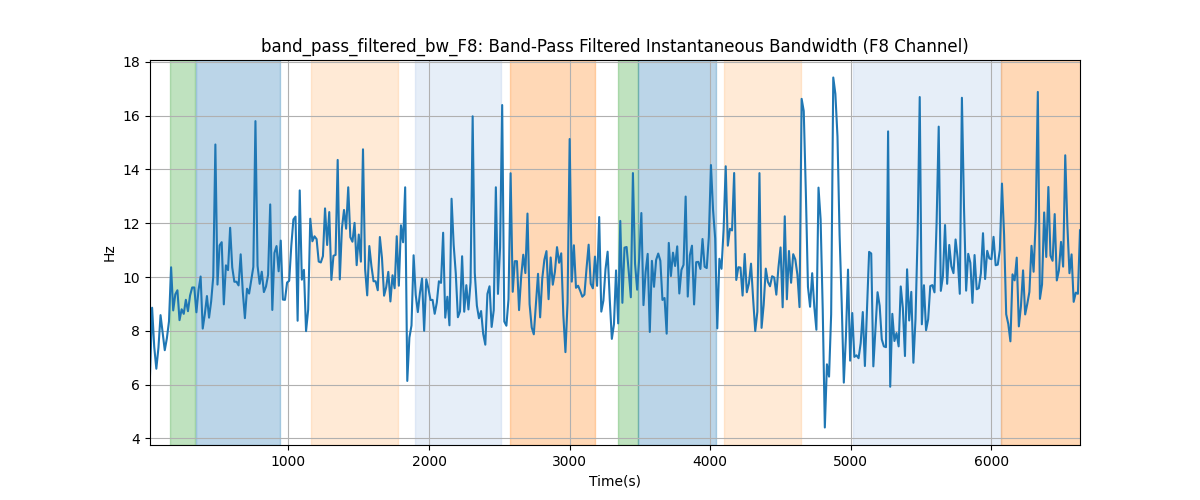 band_pass_filtered_bw_F8: Band-Pass Filtered Instantaneous Bandwidth (F8 Channel)
18
16
14
12
10
8
6
4
Hz
1000 2000 3000 4000 5000 6000
Time(s)